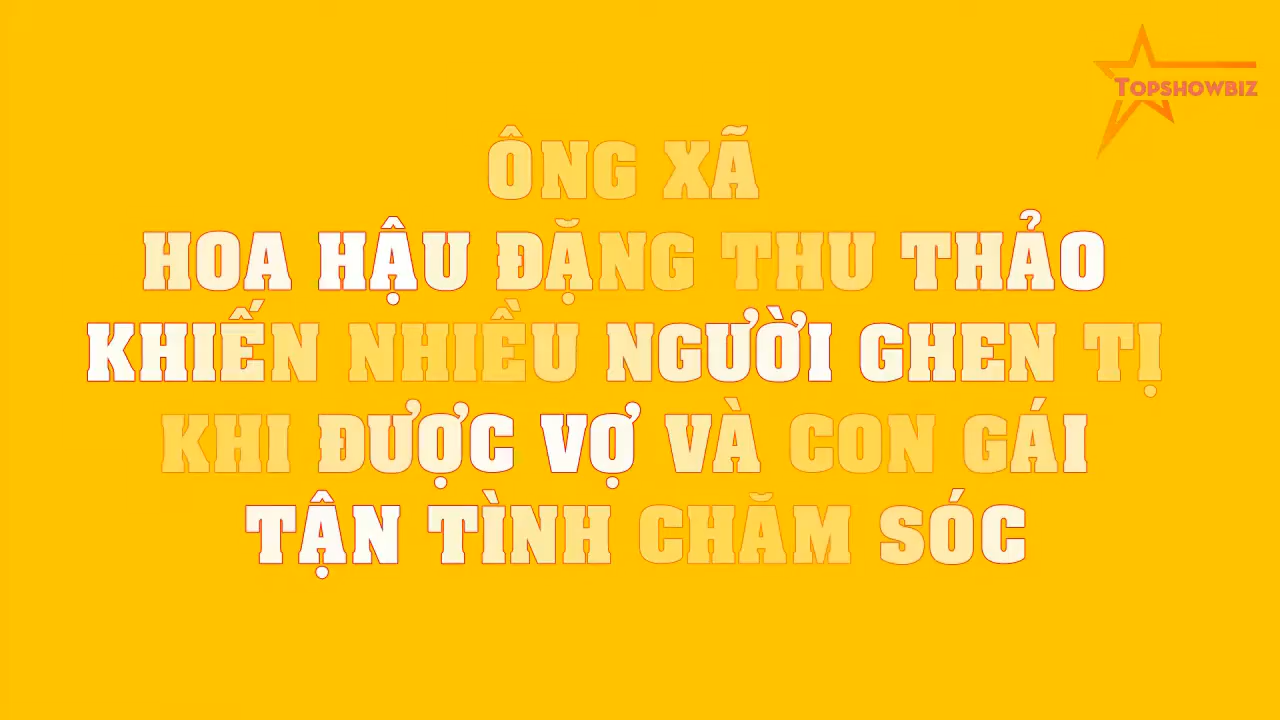 TOPSHOWBIZ
ÔNG XÃ
HOA HẬU ĐẶNG THU THẢO
KHIẾN NHIỀU NGƯỜI GHEN TỊ
KHI ĐƯỢC VỢ VÀ CON GÁI
TẬN TÌNH CHĂM SÓC